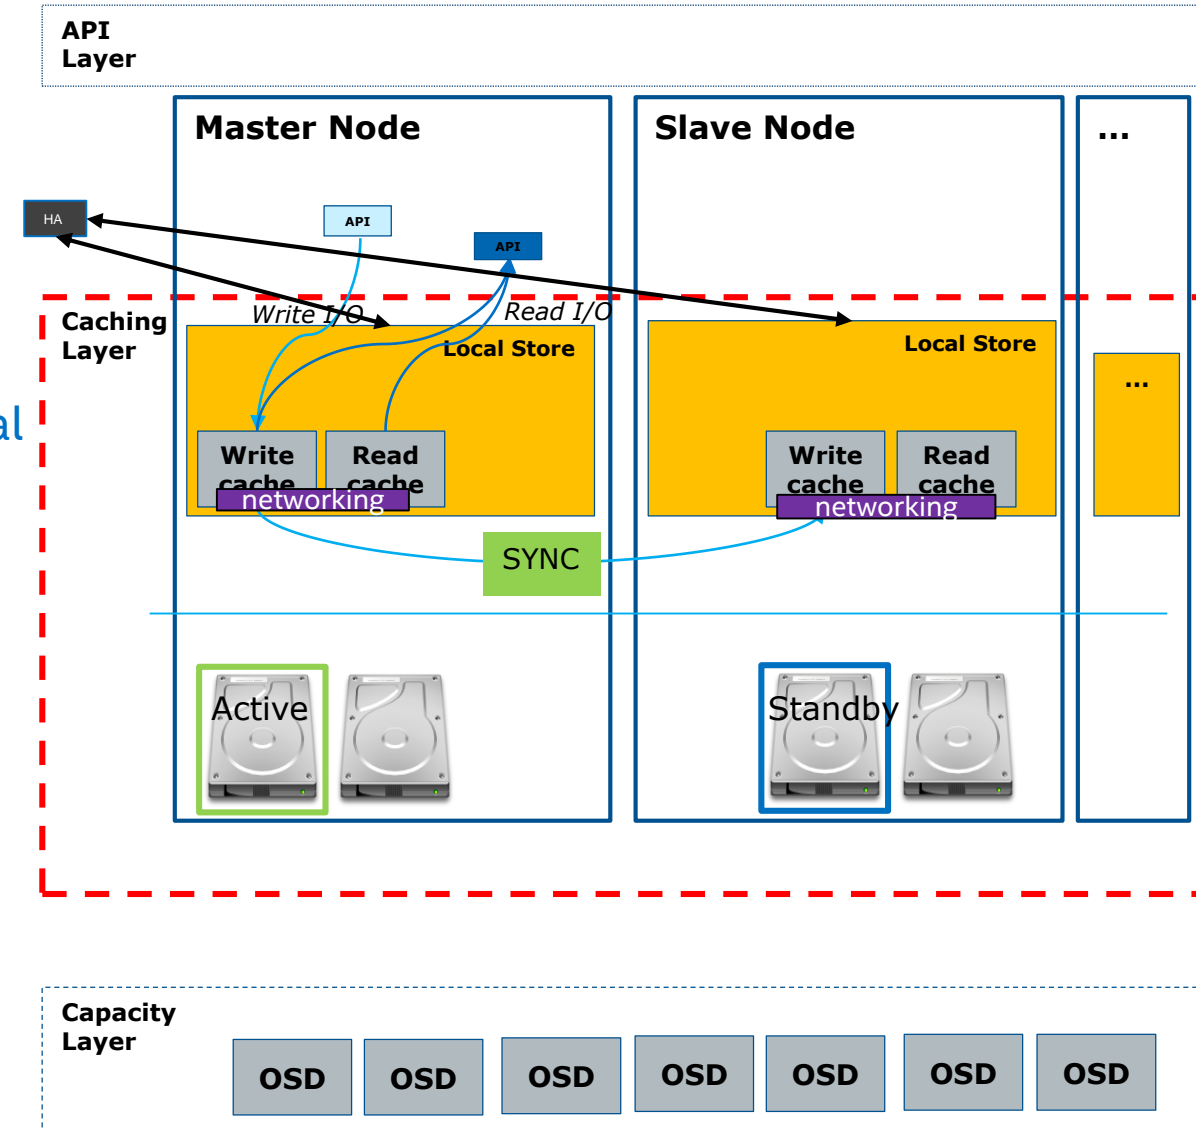 API
Layer
Master Node
Slave Node
...
HA
API
API
Write I/O
Read I/O
Caching
Layer
Local Store
Local Store
...
al
Write
cache
Read
cache
networking
Write
cache
Read
cache
networking
SYNC
Active
Standby
Capacity
Layer
OSD
OSD
OSD
OSD
OSD
OSD
OSD